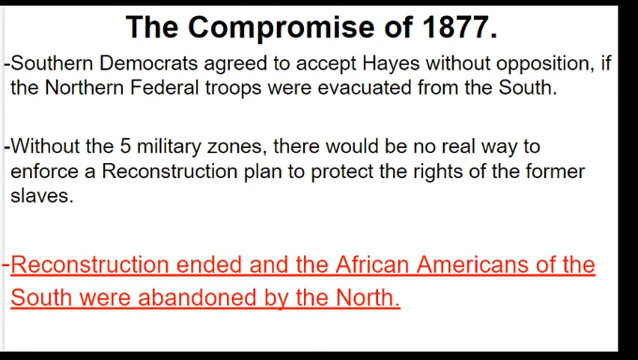 The Compromise of 1877.
-Southern Democrats agreed to accept Hayes without opposition, if
the Northern Federal troops were evacuated from the South.
-Without the 5 military zones, there would be no real way to
enforce a Reconstruction plan to protect the rights of the former
slaves.
-Reconstruction ended and the African Americans of the
South were abandoned by the North.